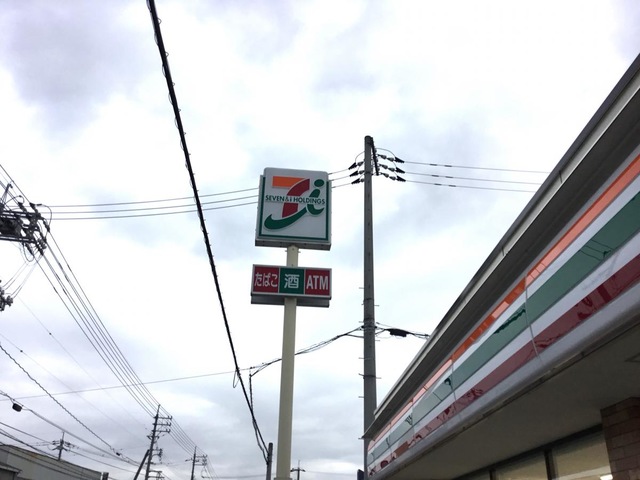 7i
SEVEN & i HOLDINGS
たばこ 酒 ATM